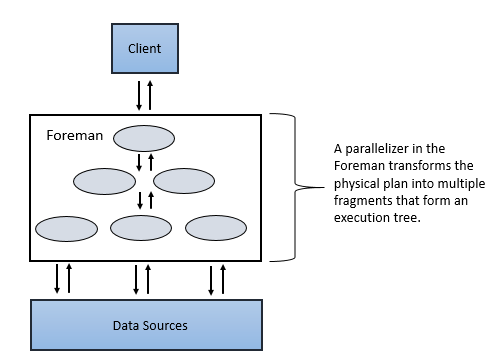 Client
Foreman
A parallelizer in the
Foreman transforms the
physical plan into multiple
fragments that form an
execution tree.
Data Sources